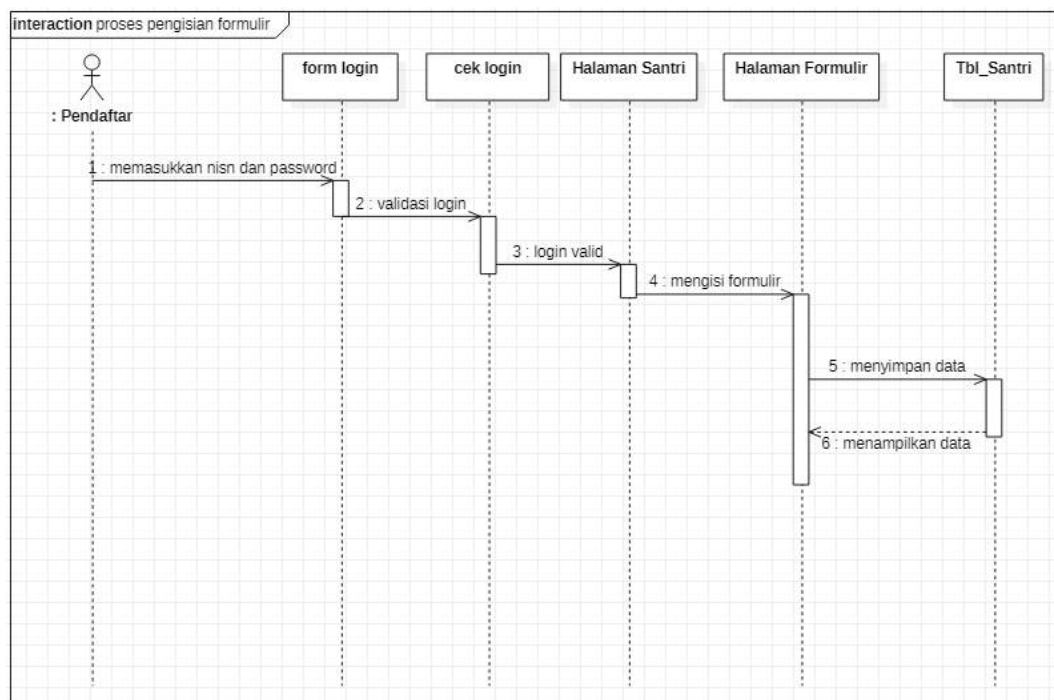 interaction proses pengisian formulir
form login
cek login
Halaman Santri
Halaman Formulir
Tbl_Santri
: Pendaftar
1 : memasukkan nisn dan password
2 : validasi login
3 : login valid
4 : mengisi formulir
5 : menyimpan data
6 : menampilkan data